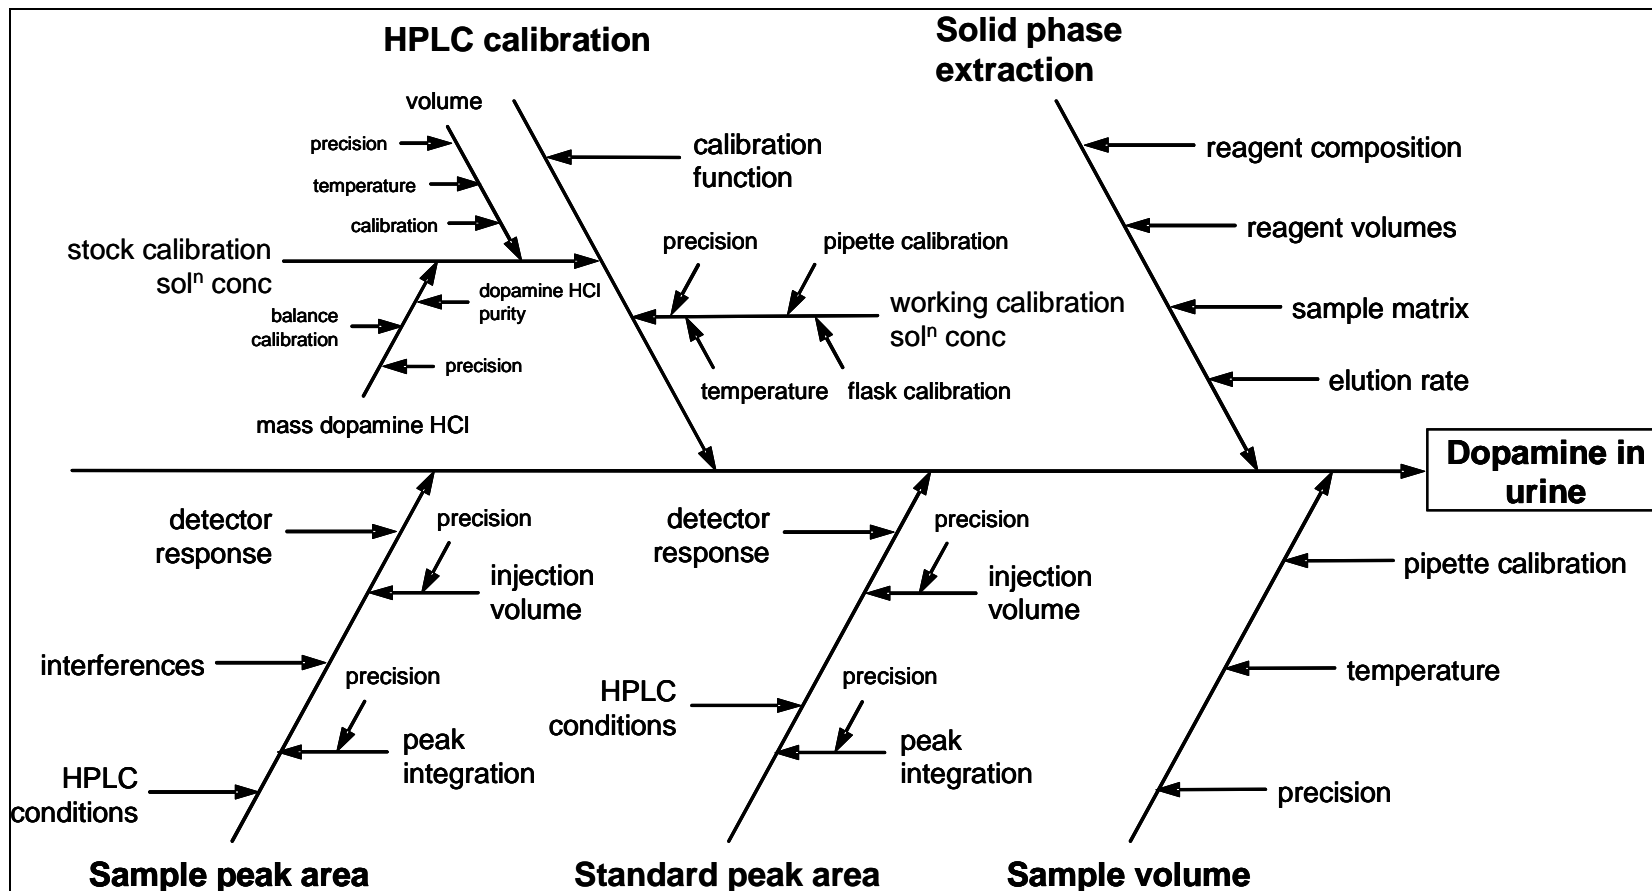 HPLC calibration
Solid phase
extraction
volume
precision
temperature
calibration
calibration
function
stock calibration
solⁿ conc
dopamine HCl
purity
balance
calibration
precision
mass dopamine HCl
precision
pipette calibration
working calibration
solⁿ conc
temperature
flask calibration
reagent composition
reagent volumes
sample matrix
elution rate
Dopamine in
urine
detector
response
precision
injection
volume
interferences
precision
peak
integration
HPLC
conditions
Sample peak area
detector
response
precision
injection
volume
HPLC
conditions
precision
peak
integration
Standard peak area
pipette calibration
temperature
precision
Sample volume